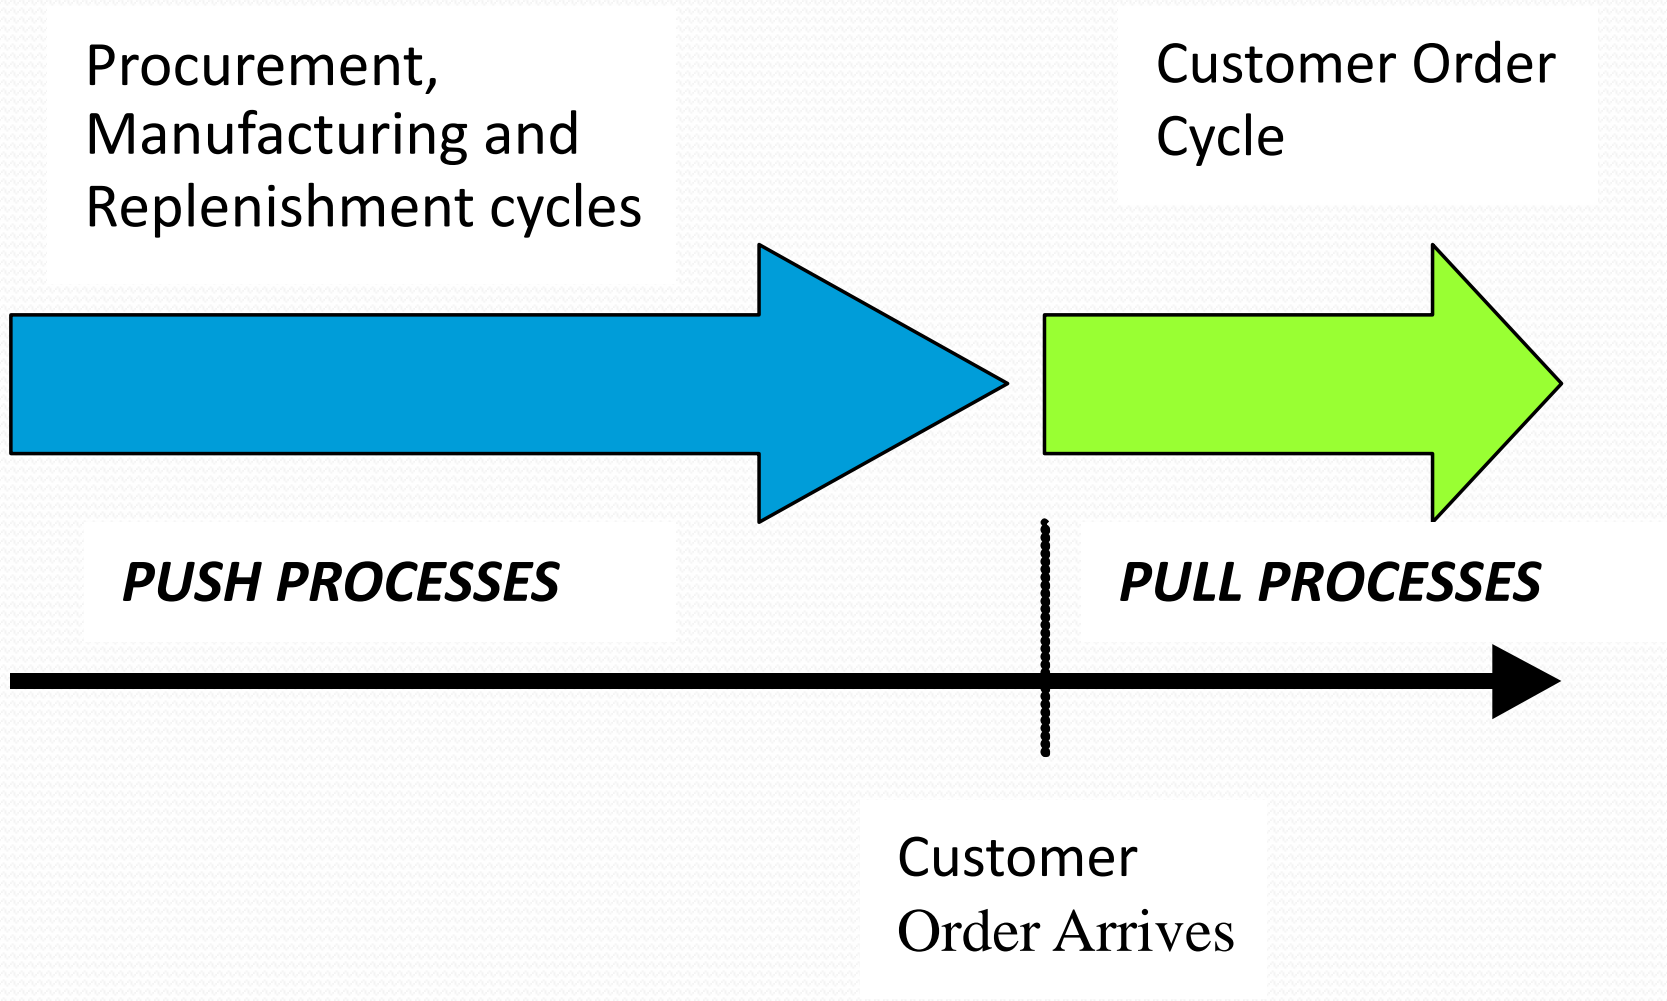 Procurement,
Manufacturing and
Replenishment cycles
Customer Order
Cycle
PUSH PROCESSES
PULL PROCESSES
Customer
Order Arrives